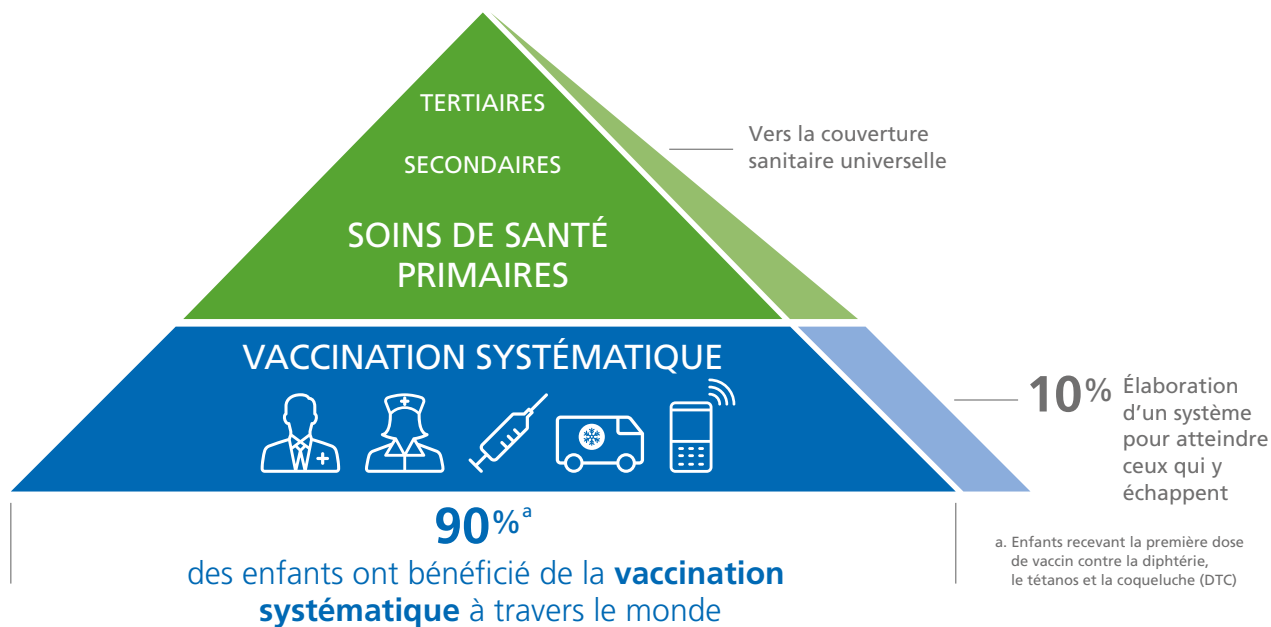 TERTIAIRES
SECONDAIRES
SOINS DE SANTÉ
PRIMAIRES
Vers la couverture
sanitaire universelle
VACCINATION SYSTÉMATIQUE
10% Élaboration
d’un système
pour atteindre
ceux qui y
échappent
90%a
des enfants ont bénéficié de la vaccination
systématique à travers le monde
a. Enfants recevant la première dose
de vaccin contre la diphtérie,
le tétanos et la coqueluche (DTC)